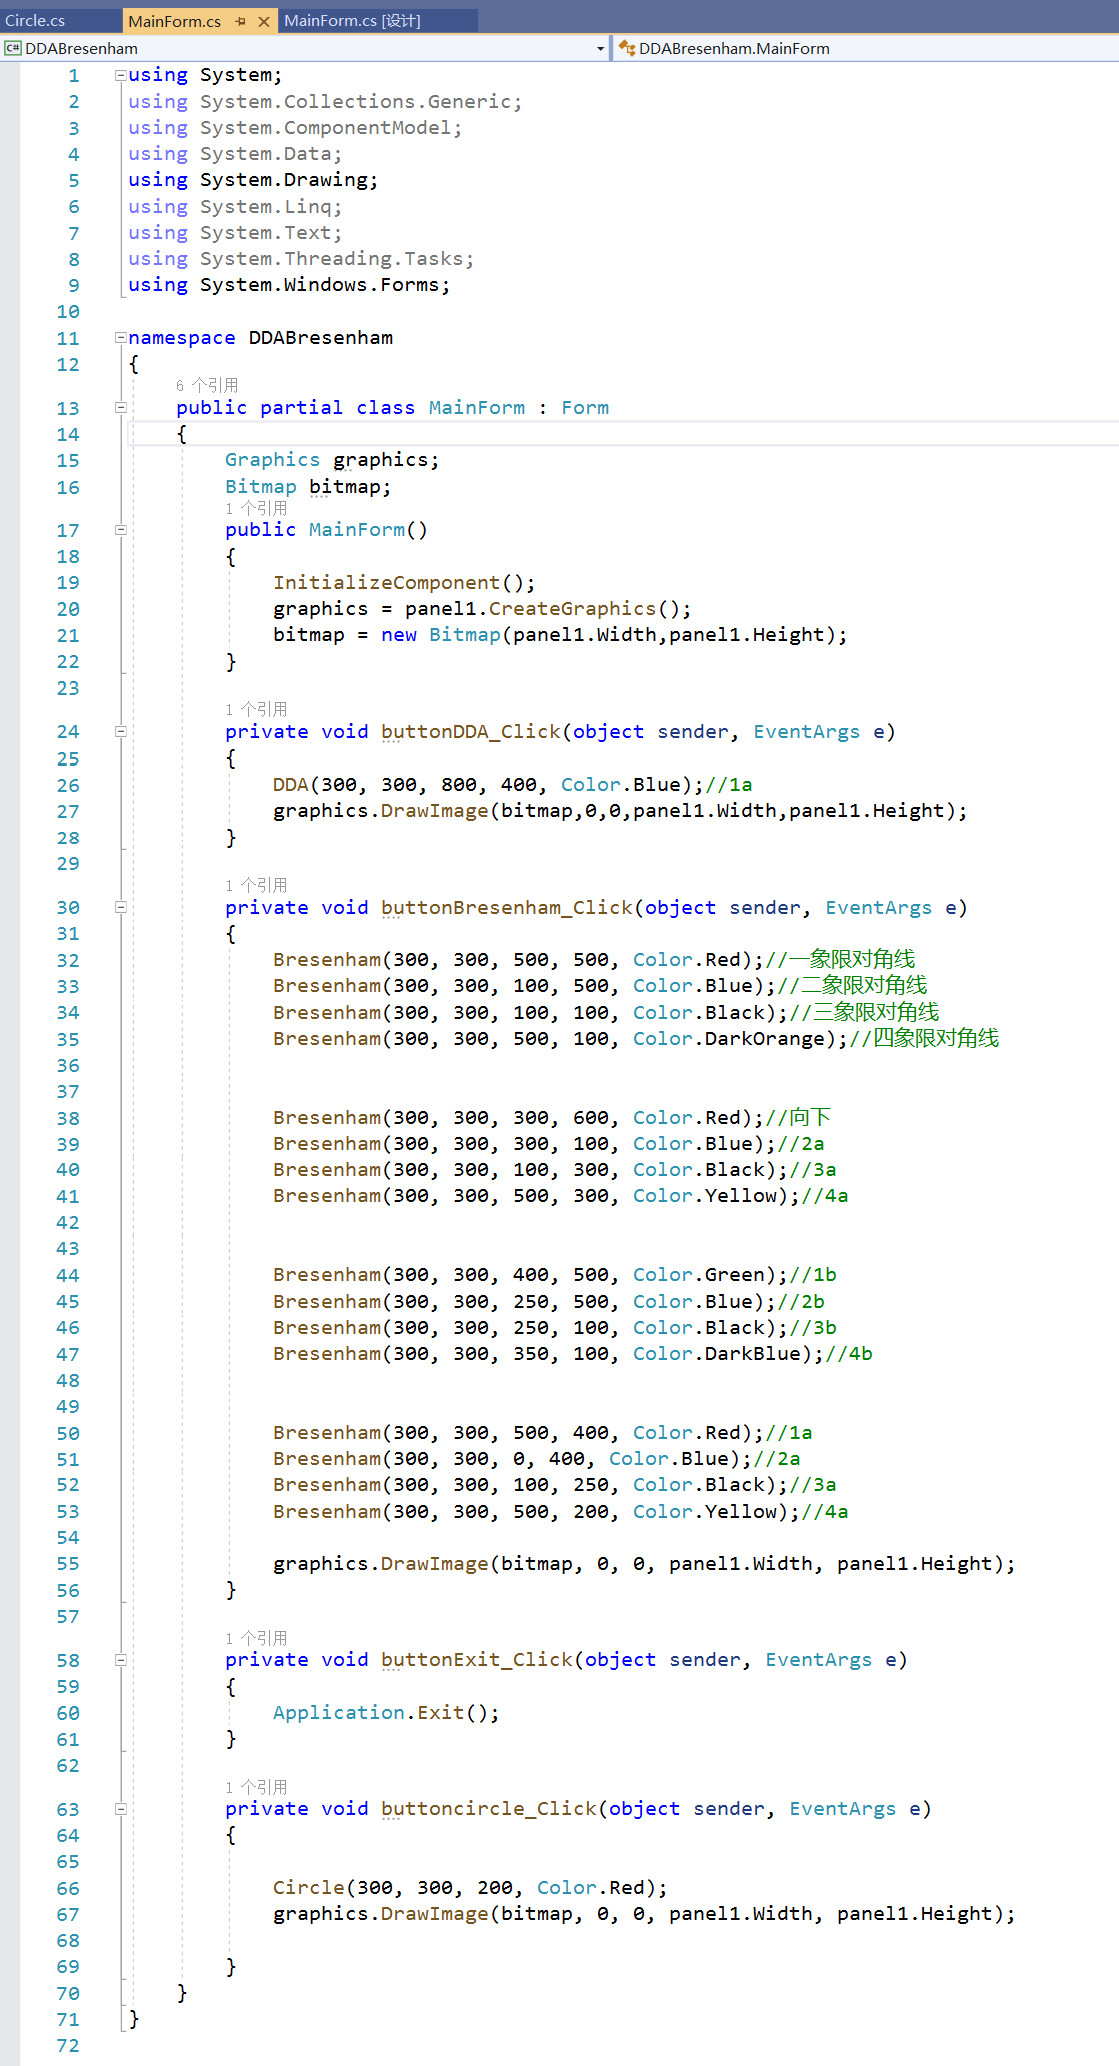 Circle.cs MainForm.cs MainForm.cs [设计]
C# DDABresenham DDABresenham.MainForm
1 using System;
2 using System.Collections.Generic;
3 using System.ComponentModel;
4 using System.Data;
5 using System.Drawing;
6 using System.Linq;
7 using System.Text;
8 using System.Threading.Tasks;
9 using System.Windows.Forms;
10
11 namespace DDABresenham
12 {
6 个引用
13 public partial class MainForm : Form
14 {
15 Graphics graphics;
16 Bitmap bitmap;
1 个引用
17 public MainForm()
18 {
19 InitializeComponent();
20 graphics = panel1.CreateGraphics();
21 bitmap = new Bitmap(panel1.Width,panel1.Height);
22 }
23
1 个引用
24 private void buttonDDA_Click(object sender, EventArgs e)
25 {
26 DDA(300, 300, 800, 400, Color.Blue);//1a
27 graphics.DrawImage(bitmap,0,0,panel1.Width,panel1.Height);
28 }
29
1 个引用
30 private void buttonBresenham_Click(object sender, EventArgs e)
31 {
32 Bresenham(300, 300, 500, 500, Color.Red);//一象限对角线
33 Bresenham(300, 300, 100, 500, Color.Blue);//二象限对角线
34 Bresenham(300, 300, 100, 100, Color.Black);//三象限对角线
35 Bresenham(300, 300, 500, 100, Color.DarkOrange);//四象限对角线
36
37
38 Bresenham(300, 300, 300, 600, Color.Red);//向下
39 Bresenham(300, 300, 300, 100, Color.Blue);//2a
40 Bresenham(300, 300, 100, 300, Color.Black);//3a
41 Bresenham(300, 300, 500, 300, Color.Yellow);//4a
42
43
44 Bresenham(300, 300, 400, 500, Color.Green);//1b
45 Bresenham(300, 300, 250, 500, Color.Blue);//2b
46 Bresenham(300, 300, 250, 100, Color.Black);//3b
47 Bresenham(300, 300, 350, 100, Color.DarkBlue);//4b
48
49
50 Bresenham(300, 300, 500, 400, Color.Red);//1a
51 Bresenham(300, 300, 0, 400, Color.Blue);//2a
52 Bresenham(300, 300, 100, 250, Color.Black);//3a
53 Bresenham(300, 300, 500, 200, Color.Yellow);//4a
54
55 graphics.DrawImage(bitmap, 0, 0, panel1.Width, panel1.Height);
56 }
57
1 个引用
58 private void buttonExit_Click(object sender, EventArgs e)
59 {
60 Application.Exit();
61 }
62
1 个引用
63 private void buttoncircle_Click(object sender, EventArgs e)
64 {
65
66 Circle(300, 300, 200, Color.Red);
67 graphics.DrawImage(bitmap, 0, 0, panel1.Width, panel1.Height);
68
69 }
70 }
71 }
72